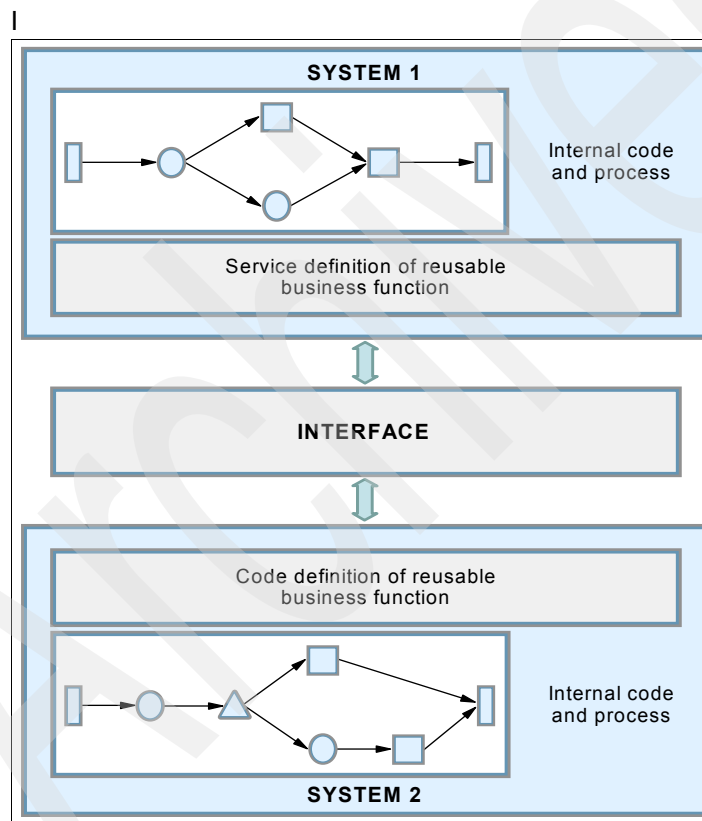 I
SYSTEM 1
Internal code
and process
Service definition of reusable
business function
INTERFACE
Code definition of reusable
business function
Internal code
and process
SYSTEM 2
Archived